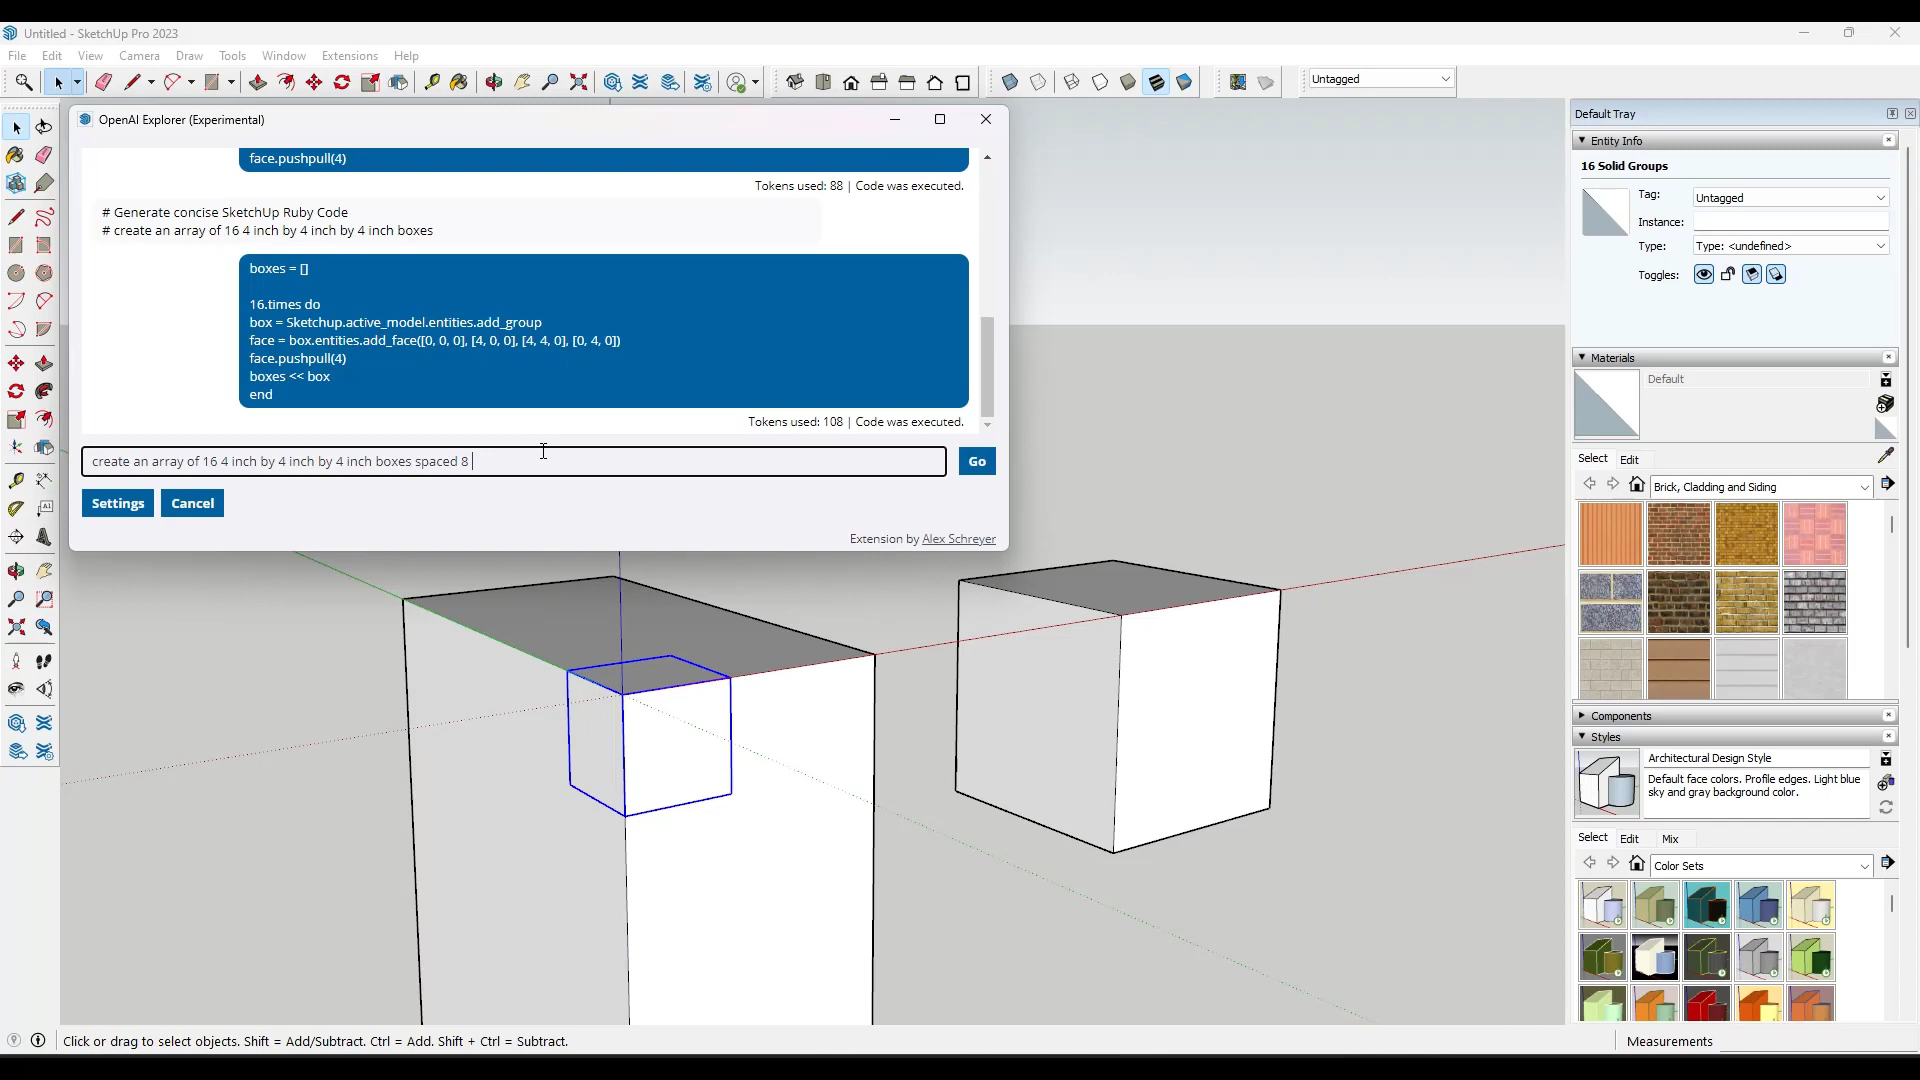 Untitled - SketchUp Pro 2023
File Edit View Camera Draw Tools Window Extensions Help
Untagged
OpenAI Explorer (Experimental)
face.pushpull(4)
Tokens used: 88 | Code was executed.
# Generate concise SketchUp Ruby Code
# create an array of 16 4 inch by 4 inch by 4 inch boxes
boxes = []
16.times do
box = Sketchup.active_model.entities.add_group
face = box.entities.add_face([0, 0, 0], [4, 0, 0], [4, 4, 0], [0, 4, 0])
face.pushpull(4)
boxes << box
end
Tokens used: 108 | Code was executed.
create an array of 16 4 inch by 4 inch by 4 inch boxes spaced 8
Go
Settings Cancel
Extension by Alex Schreyer
Default Tray
Entity Info
16 Solid Groups
Tag: Untagged
Instance:
Type: Type: <undefined>
Toggles:
Materials
Default
Select Edit
Brick, Cladding and Siding
Components
Styles
Architectural Design Style
Default face colors. Profile edges. Light blue
sky and gray background color.
Select Edit Mix
Color Sets
Click or drag to select objects. Shift = Add/Subtract. Ctrl = Add. Shift + Ctrl = Subtract.
Measurements